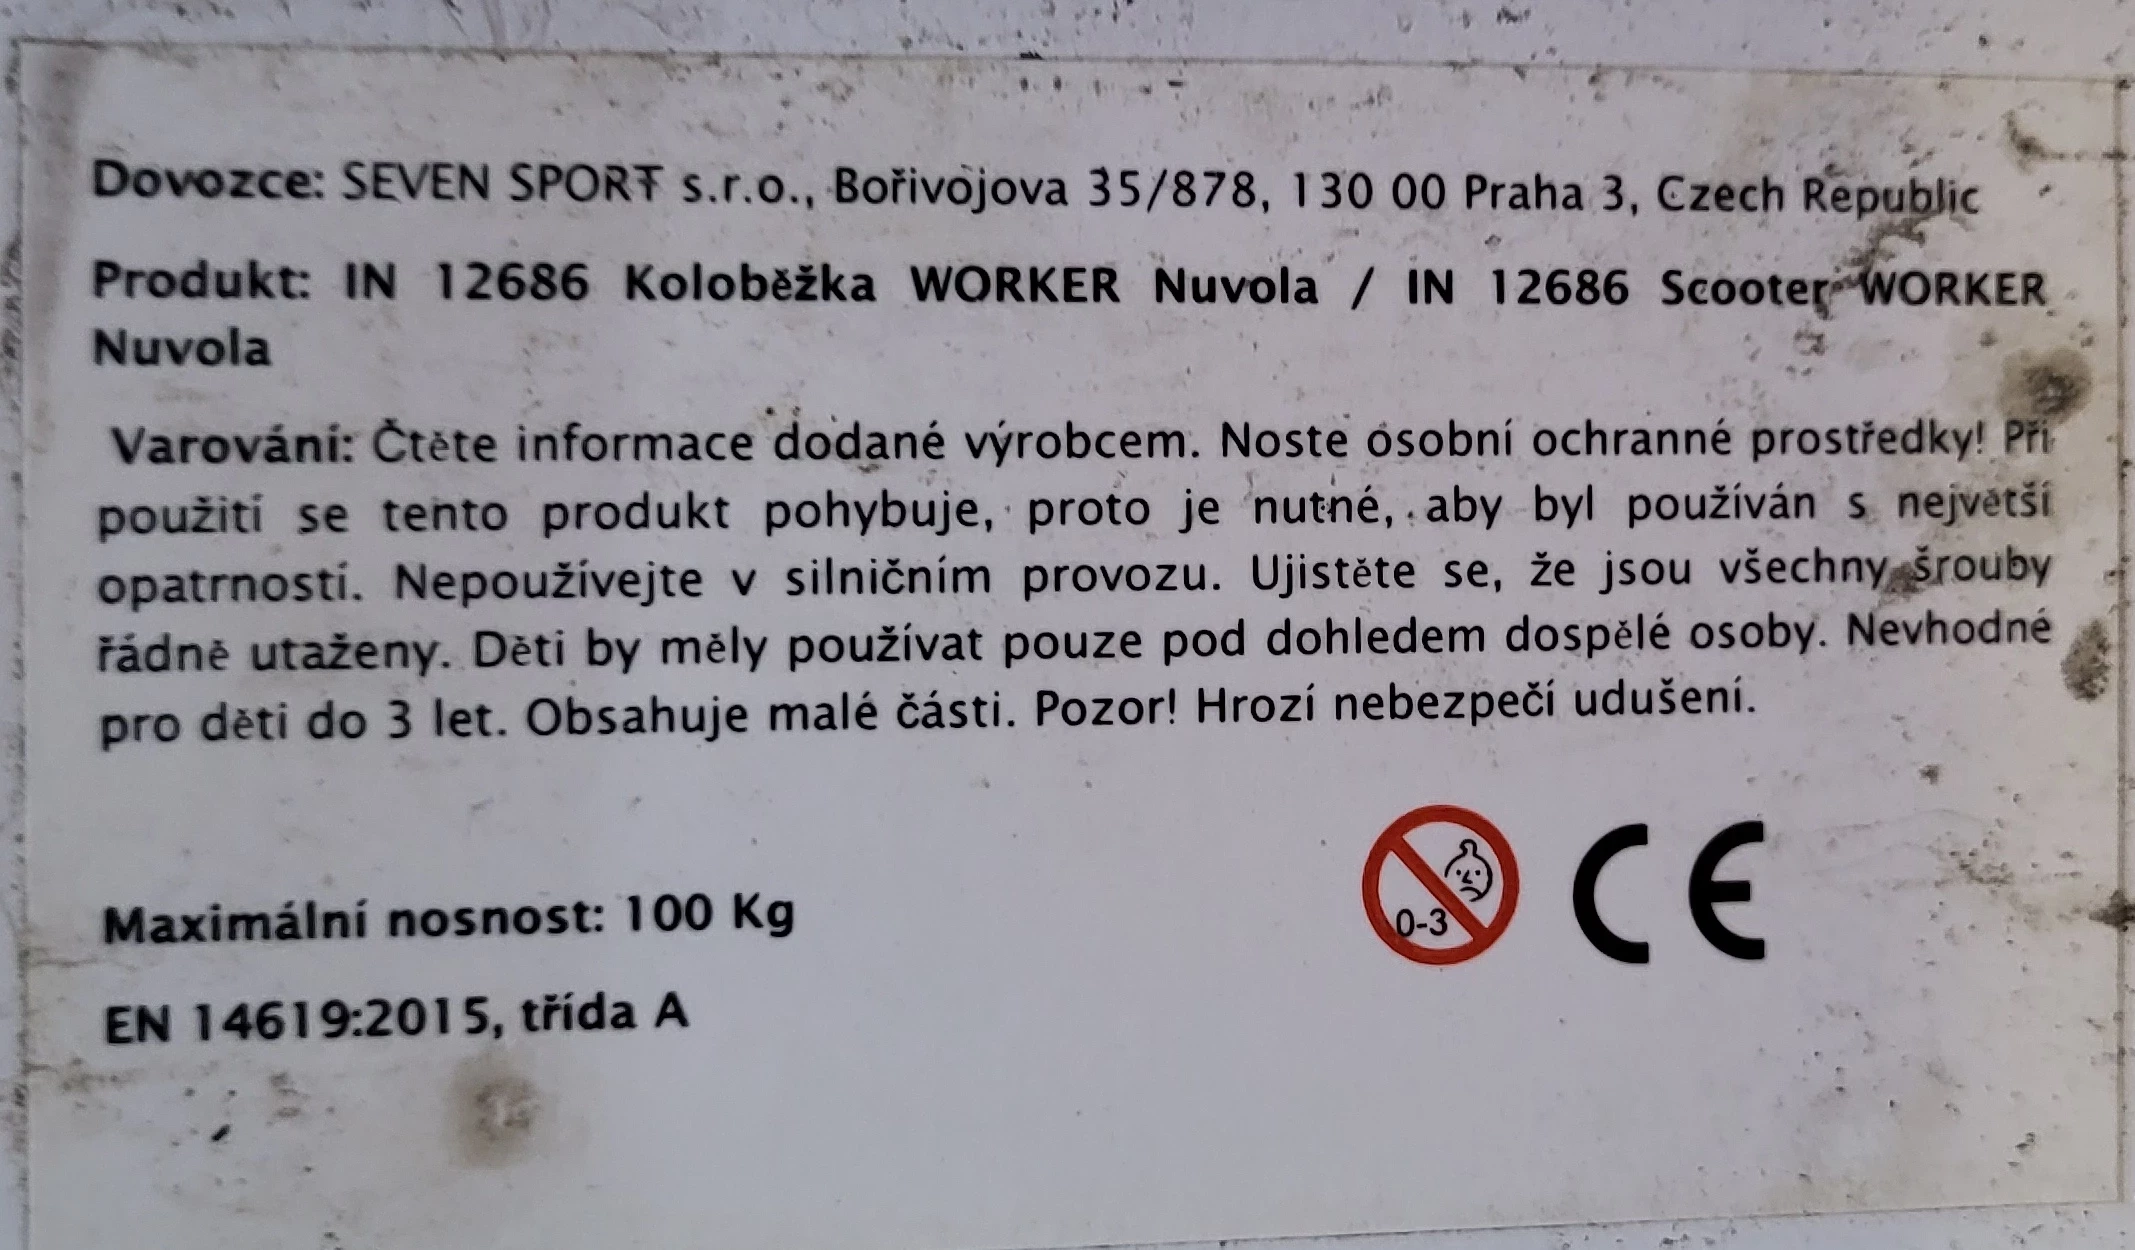 Dovozce: SEVEN SPORT s.r.o., Bořivojova 35/878, 130 00 Praha 3, Czech Republic
Produkt: IN 12686 Koloběžka WORKER Nuvola / IN 12686 Scooter WORKER
Nuvola
Varování: Čtěte informace dodané výrobcem. Noste osobní ochranné prostředky! Při
použití se tento produkt pohybuje, proto je nutné, aby byl používán s největší
opatrností. Nepoužívejte v silničním provozu. Ujistěte se, že jsou všechny šrouby
řádně utaženy. Děti by měly používat pouze pod dohledem dospělé osoby. Nevhodné
pro děti do 3 let. Obsahuje malé části. Pozor! Hrozí nebezpečí udušení.
0-3
CE
Maximální nosnost: 100 Kg
EN 14619:2015, třída A